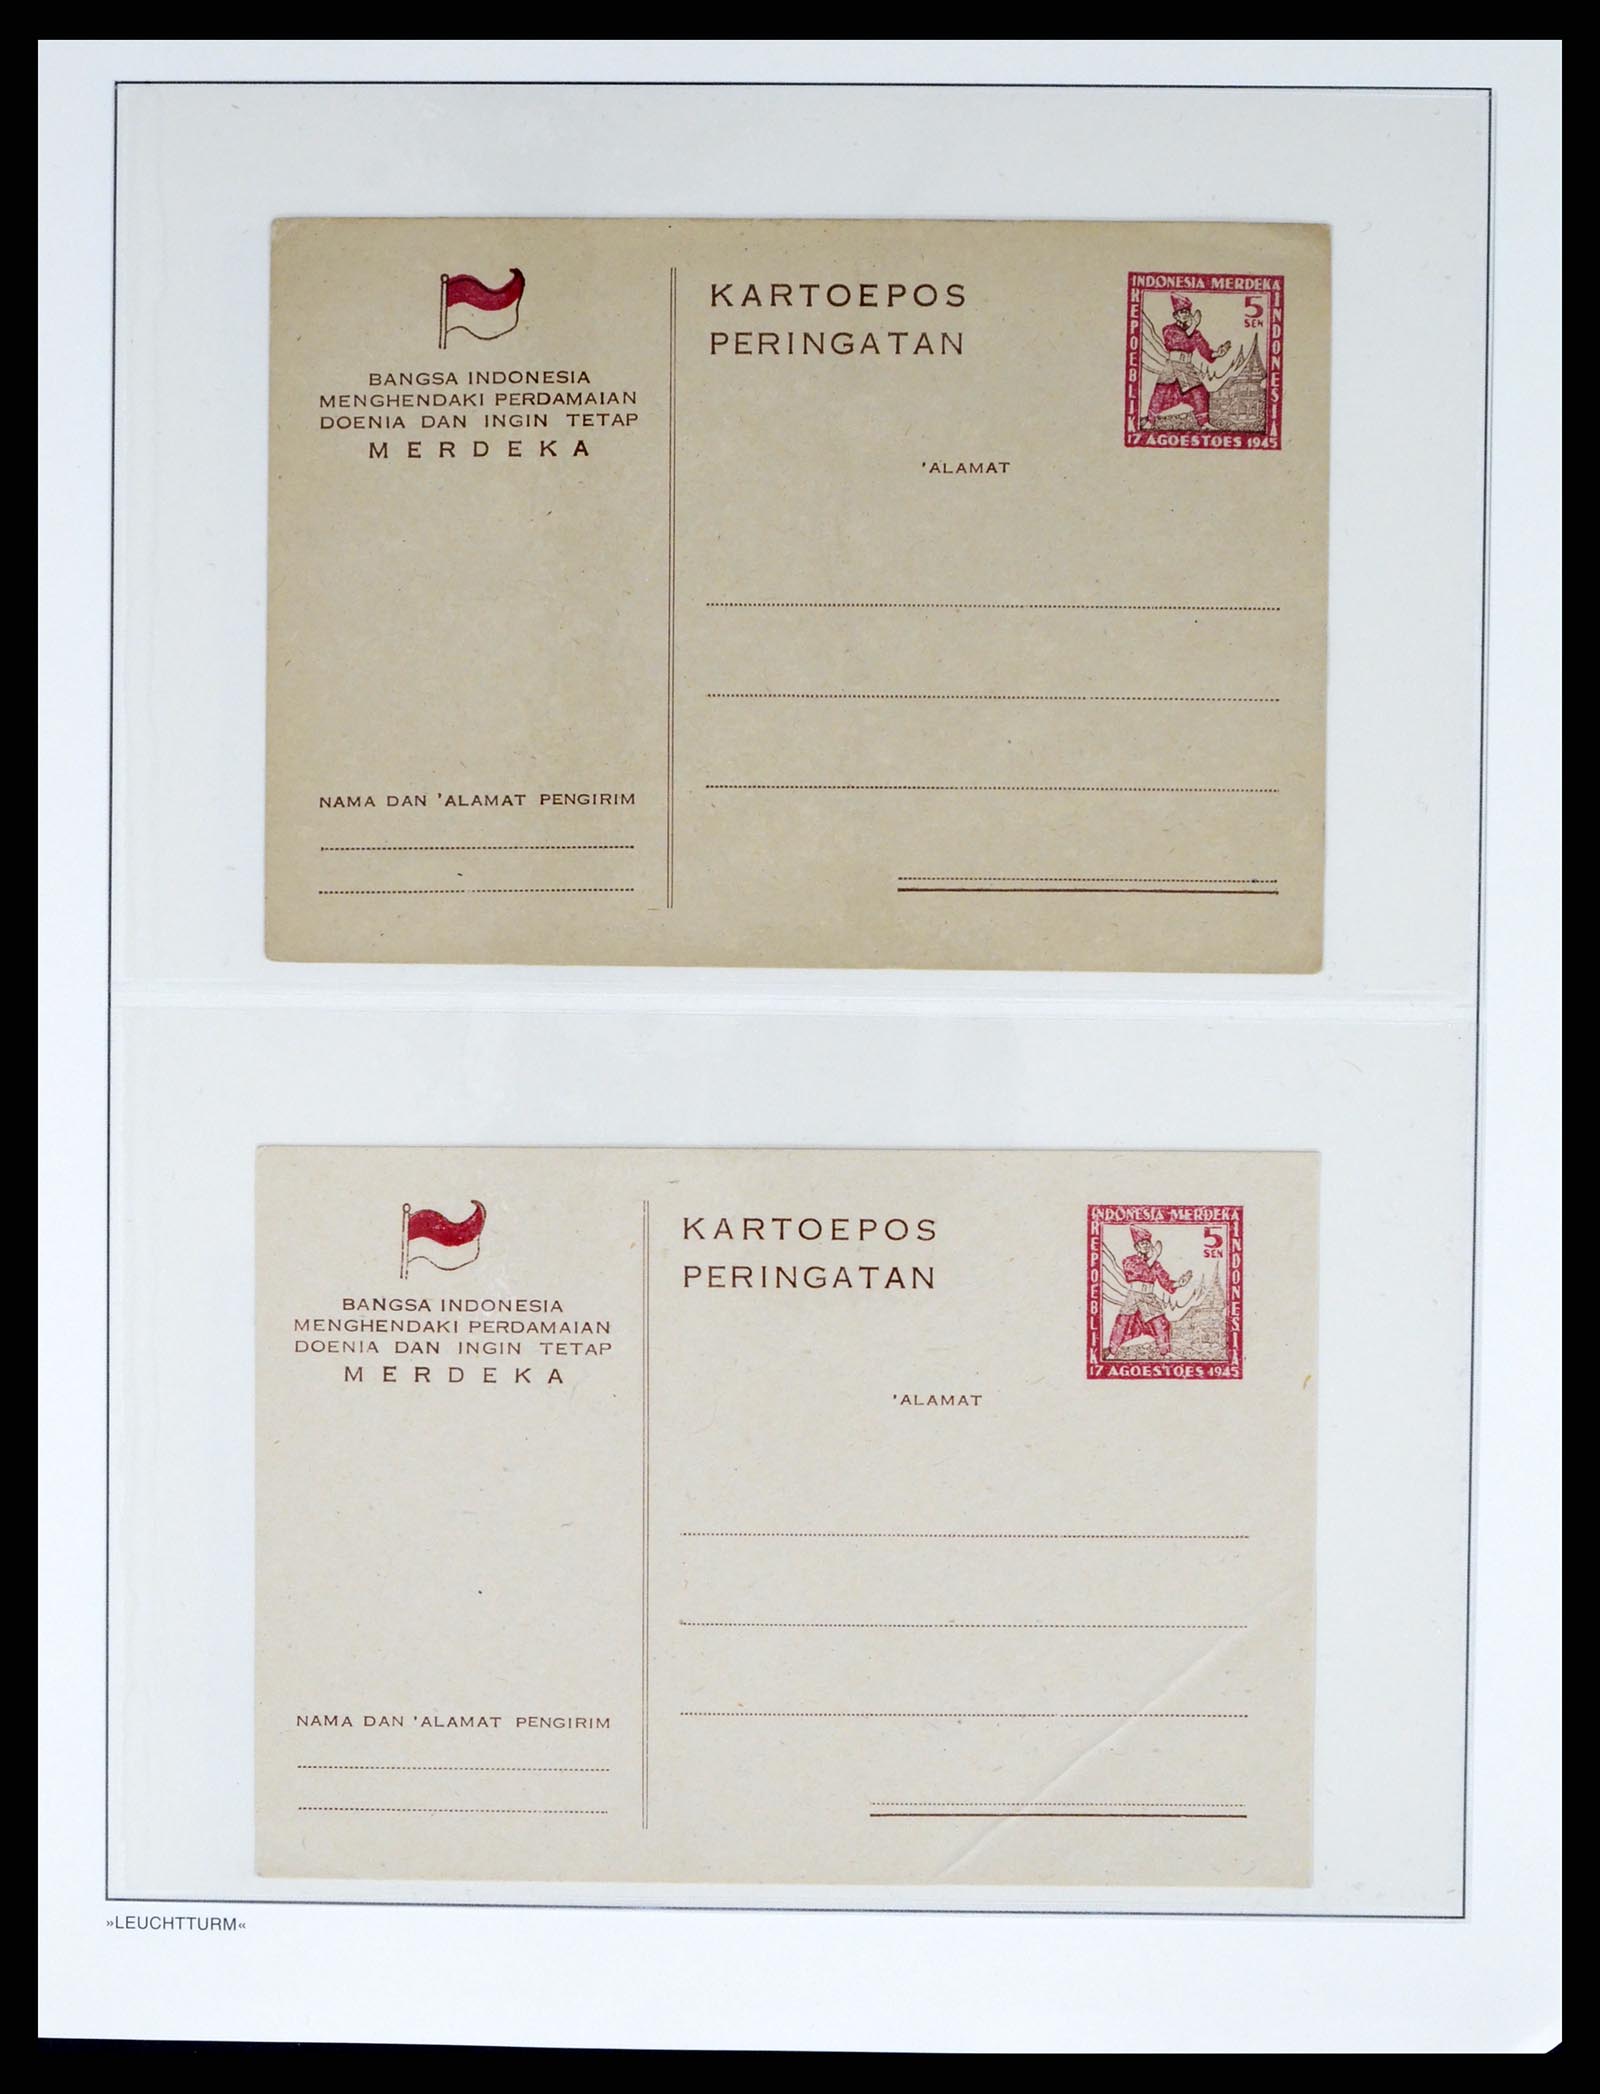 BANGSA INDONESIA
MENGHENDAKI PERDAMAIAN
DOENIA DAN INGIN TETAP
MERDEKA
NAMA DAN 'ALAMAT PENGIRIM
KARTOEPOS
PERINGATAN
'ALAMAT
INDONESIA MERDEKA
REPOEBLIK
INDONESIA
5
SEN
17 AGOESTOES 1945
BANGSA INDONESIA
MENGHENDAKI PERDAMAIAN
DOENIA DAN INGIN TETAP
MERDEKA
NAMA DAN 'ALAMAT PENGIRIM
KARTOEPOS
PERINGATAN
'ALAMAT
INDONESIA MERDEKA
REPOEBLIK
INDONESIA
5
SEN
17 AGOESTOES 1945
»LEUCHTTURM«